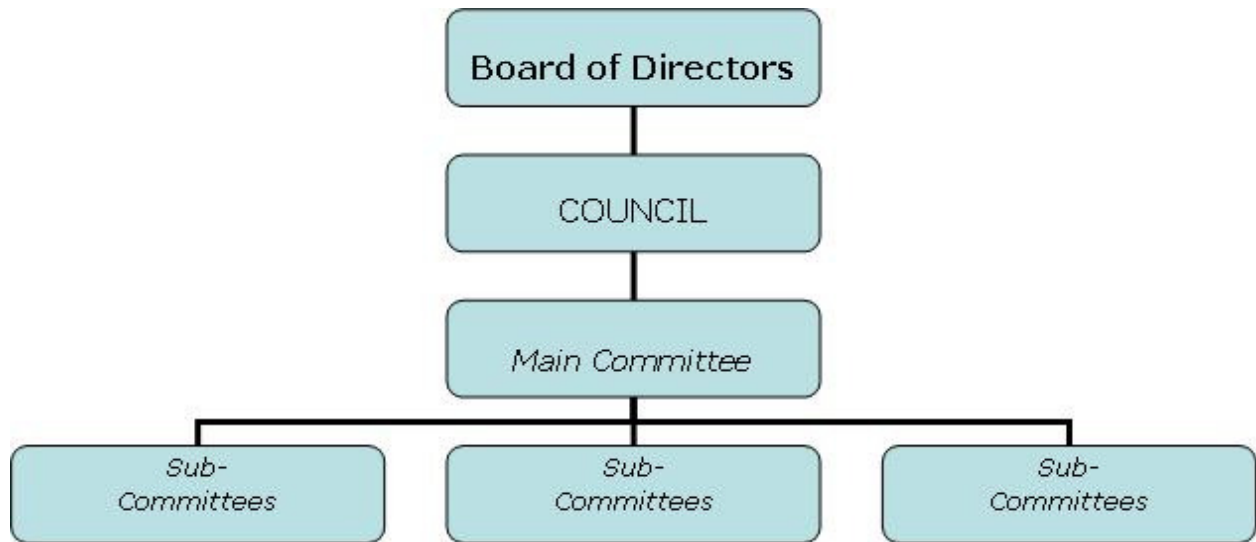 Board of Directors
COUNCIL
Main Committee
Sub-
Committees
Sub-
Committees
Sub-
Committees